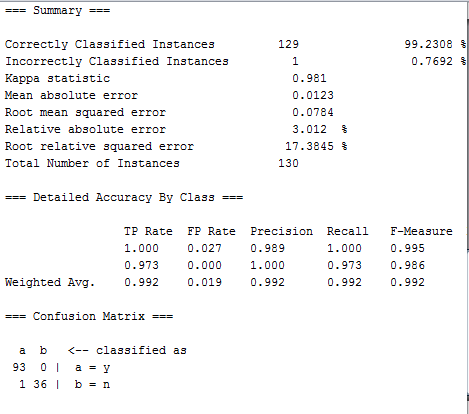 === Summary ===
Correctly Classified Instances 129 99.2308 %
Incorrectly Classified Instances 1 0.7692 %
Kappa statistic 0.981
Mean absolute error 0.0123
Root mean squared error 0.0784
Relative absolute error 3.012 %
Root relative squared error 17.3845 %
Total Number of Instances 130
=== Detailed Accuracy By Class ===
TP Rate FP Rate Precision Recall F-Measure
1.000 0.027 0.989 1.000 0.995
0.973 0.000 1.000 0.973 0.986
Weighted Avg. 0.992 0.019 0.992 0.992 0.992
=== Confusion Matrix ===
a b <-- classified as
93 0 | a = y
1 36 | b = n